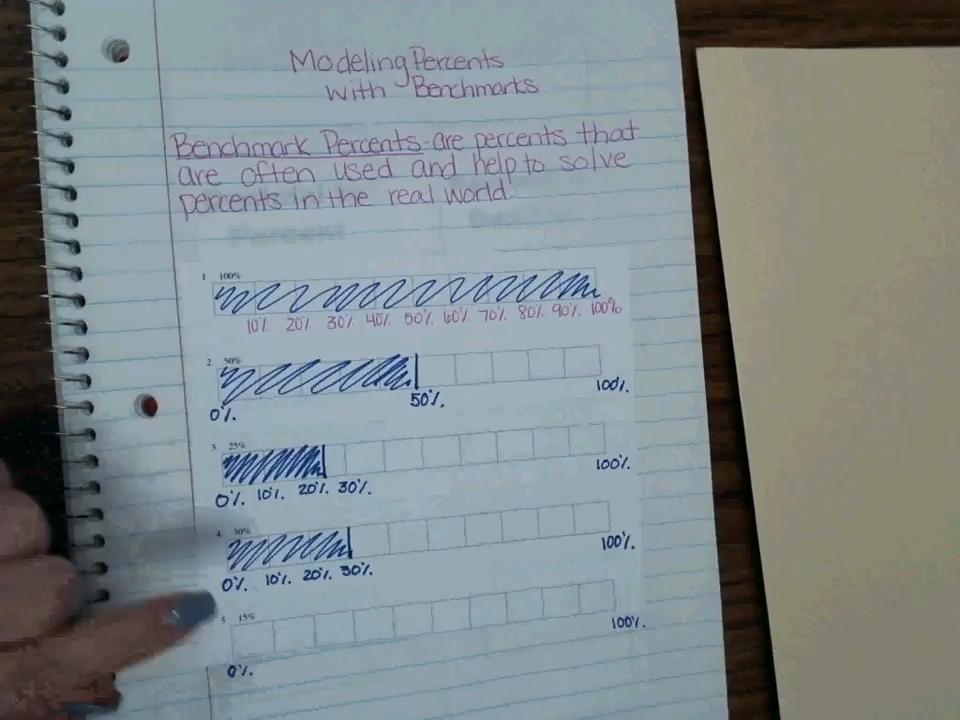 Modeling Percents
With Benchmarks
Benchmark Percents - are percents that
are often used and help to solve
percents in the real world!
1 100%
10% 20% 30% 40% 50% 60% 70% 80% 90% 100%
2 50%
0% 50% 100%
3 25%
0% 10% 20% 30% 100%
4 30%
0% 10% 20% 30% 100%
5 15%
0% 100%